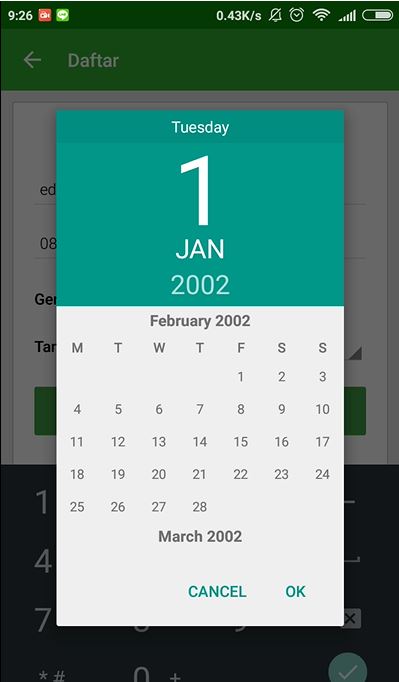 9:26 0.43K/s
Daftar
Tuesday
1
JAN
2002
ed
08
Ger
Tar
February 2002
M T W T F S S
1 2 3
4 5 6 7 8 9 10
11 12 13 14 15 16 17
18 19 20 21 22 23 24
25 26 27 28
March 2002
CANCEL OK
1
4
7
* # 0 +